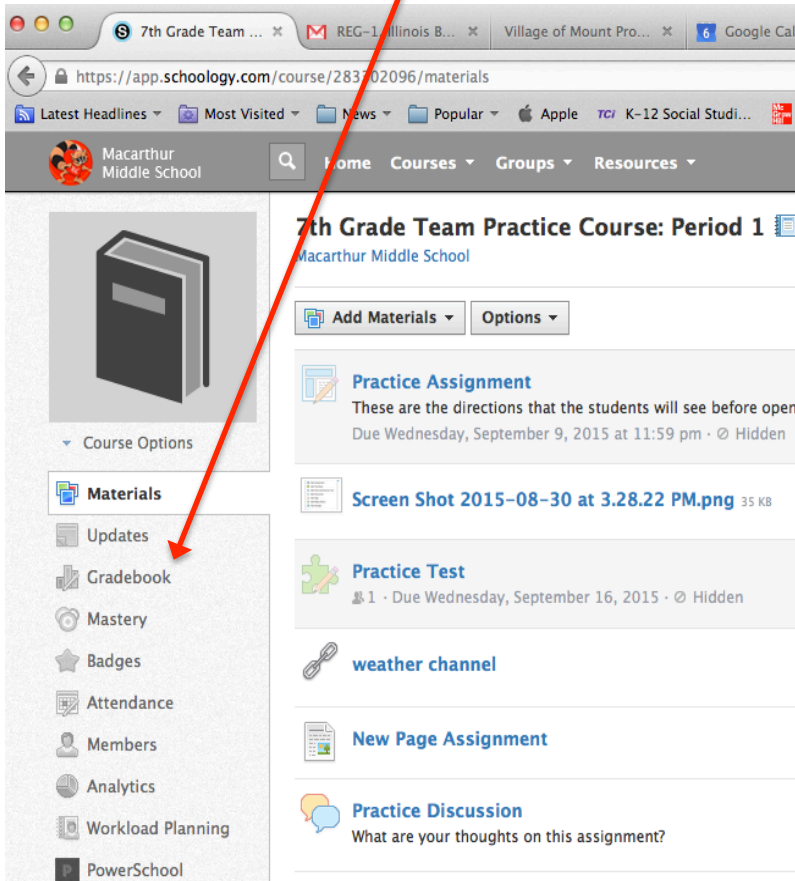 7th Grade Team ...
REG-1, Illinois B...
Village of Mount Pro...
6
Google Cal
https://app.schoology.com/course/283302096/materials
Latest Headlines
Most Visited
News
Popular
Apple
TCi K-12 Social Studi...
Macarthur
Middle School
Home Courses Groups Resources
7th Grade Team Practice Course: Period 1
Macarthur Middle School
Add Materials
Options
Practice Assignment
These are the directions that the students will see before open
Due Wednesday, September 9, 2015 at 11:59 pm · Hidden
Course Options
Materials
Screen Shot 2015-08-30 at 3.28.22 PM.png 35 KB
Updates
Gradebook
Practice Test
1 · Due Wednesday, September 16, 2015 · Hidden
Mastery
Badges
weather channel
Attendance
Members
New Page Assignment
Analytics
Practice Discussion
What are your thoughts on this assignment?
Workload Planning
P PowerSchool